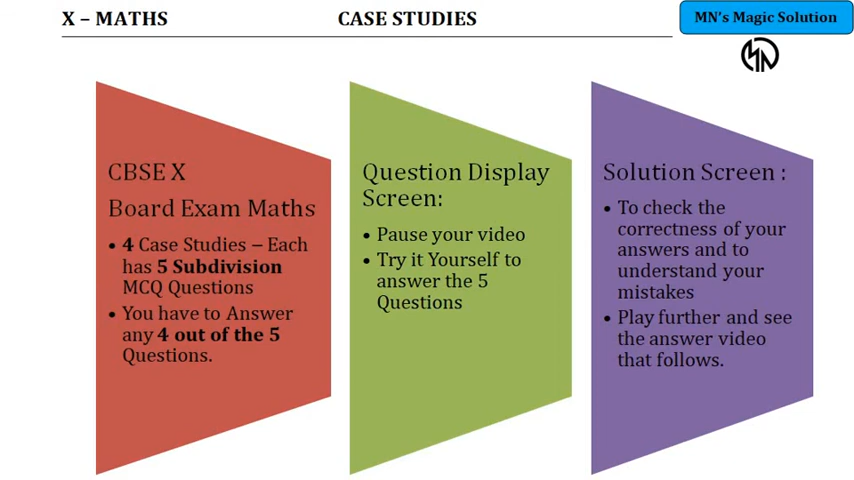 X – MATHS
CASE STUDIES
MN's Magic Solution
CBSE X
Board Exam Maths
• 4 Case Studies – Each
has 5 Subdivision
MCQ Questions
• You have to Answer
any 4 out of the 5
Questions.
Question Display
Screen:
• Pause your video
• Try it Yourself to
answer the 5
Questions
Solution Screen :
• To check the
correctness of your
answers and to
understand your
mistakes
• Play further and see
the answer video
that follows.